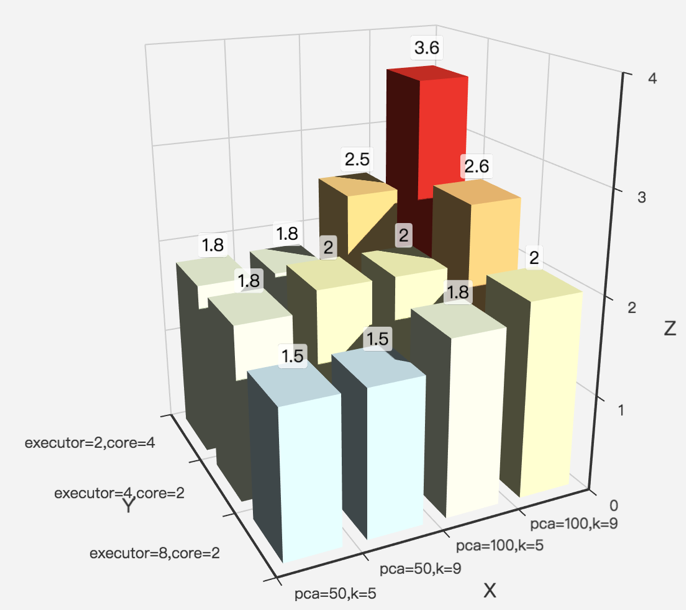 3.6
4
2.5
2.6
3
1.8
1.8
2
2
2
1.8
1.8
2
Z
1.5
1.5
1
executor=2,core=4
executor=4,core=2
Y
0
pca=100,k=9
executor=8,core=2
pca=100,k=5
pca=50,k=9
X
pca=50,k=5